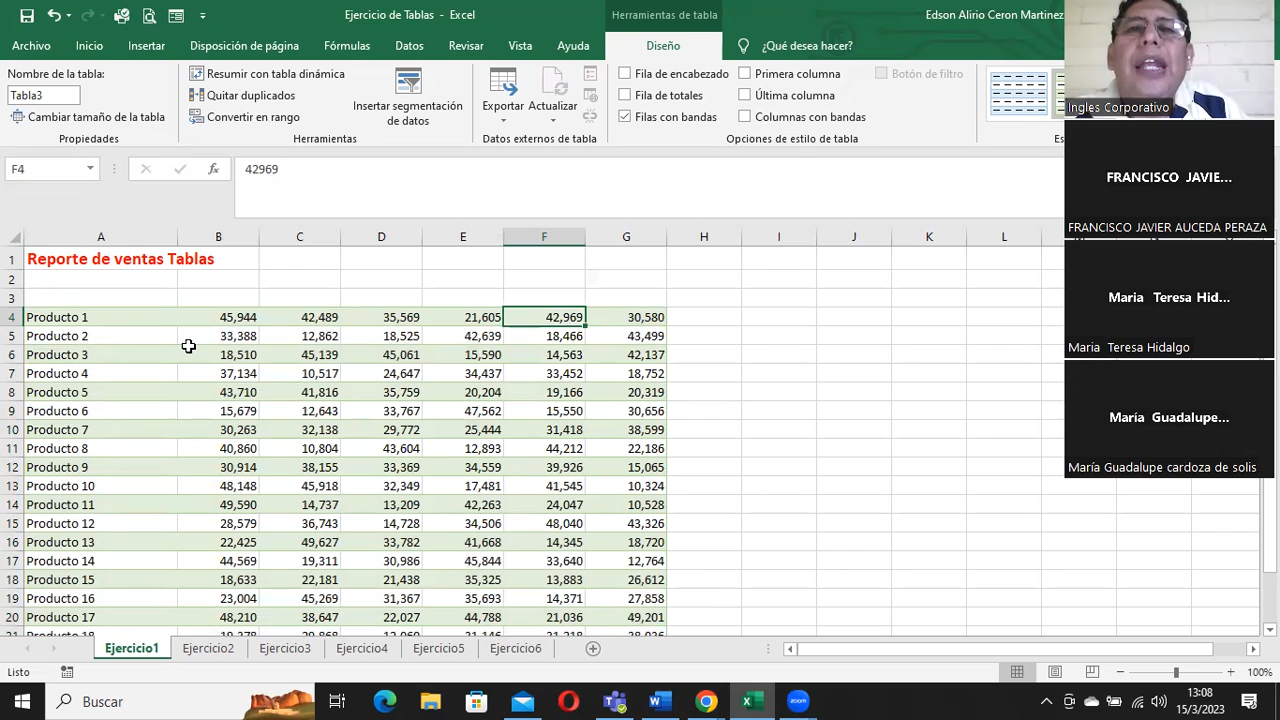 Ejercicio de Tablas - Excel
Herramientas de tabla
Edson Alirio Ceron Martinez
Archivo Inicio Insertar Disposición de página Fórmulas Datos Revisar Vista Ayuda Diseño ¿Qué desea hacer?
Nombre de la tabla:
Tabla3
Cambiar tamaño de la tabla
Propiedades
Resumir con tabla dinámica
Quitar duplicados
Convertir en rango
Insertar segmentación
de datos
Herramientas
Exportar Actualizar
Datos externos de tabla
Fila de encabezado Primera columna Botón de filtro
Fila de totales Última columna
Filas con bandas Columnas con bandas
Opciones de estilo de tabla
Es
Ingles Corporativo
FRANCISCO JAVIE...
FRANCISCO JAVIER AUCEDA PERAZA
Maria Teresa Hid...
Maria Teresa Hidalgo
María Guadalupe...
María Guadalupe cardoza de solis
F4 fx 42969
A B C D E F G H I J K L
1 Reporte de ventas Tablas
2
3
4 Producto 1 45,944 42,489 35,569 21,605 42,969 30,580
5 Producto 2 33,388 12,862 18,525 42,639 18,466 43,499
6 Producto 3 18,510 45,139 45,061 15,590 14,563 42,137
7 Producto 4 37,134 10,517 24,647 34,437 33,452 18,752
8 Producto 5 43,710 41,816 35,759 20,204 19,166 20,319
9 Producto 6 15,679 12,643 33,767 47,562 15,550 30,656
10 Producto 7 30,263 32,138 29,772 25,444 31,418 38,599
11 Producto 8 40,860 10,804 43,604 12,893 44,212 22,186
12 Producto 9 30,914 38,155 33,369 34,559 39,926 15,065
13 Producto 10 48,148 45,918 32,349 17,481 41,545 10,324
14 Producto 11 49,590 14,737 13,209 42,263 24,047 10,528
15 Producto 12 28,579 36,743 14,728 34,506 48,040 43,326
16 Producto 13 22,425 49,627 33,782 41,668 14,345 18,720
17 Producto 14 44,569 19,311 30,986 45,844 33,640 12,764
18 Producto 15 18,633 22,181 21,438 35,325 13,883 26,612
19 Producto 16 23,004 45,269 31,367 35,693 14,371 27,858
20 Producto 17 48,210 38,647 22,027 44,788 21,036 49,201
Ejercicio1 Ejercicio2 Ejercicio3 Ejercicio4 Ejercicio5 Ejercicio6
Listo
100%
Buscar
13:08
15/3/2023